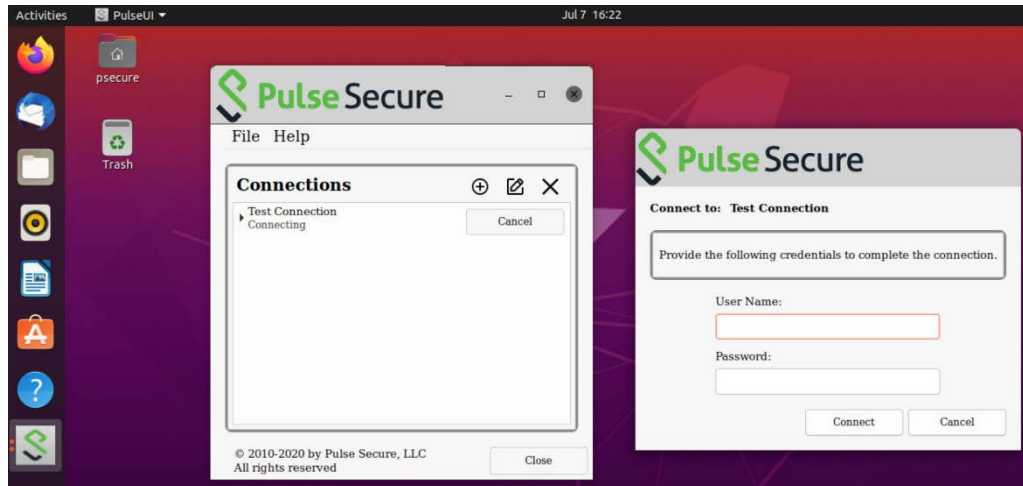 Activities PulseUI Jul 7 16:22
psecure
Trash
Pulse Secure
File Help
Connections
Test Connection
Connecting
Cancel
© 2010-2020 by Pulse Secure, LLC
All rights reserved
Close
Pulse Secure
Connect to: Test Connection
Provide the following credentials to complete the connection.
User Name:
Password:
Connect Cancel